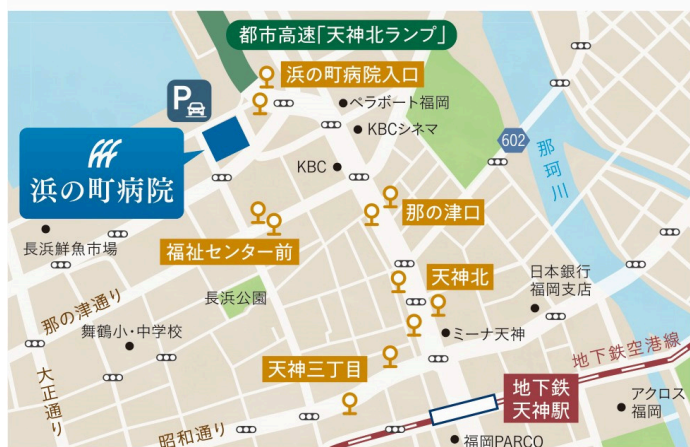 都市高速「天神北ランプ」
浜の町病院入口
P
ベラボート福岡
KBCシネマ
602
浜の町病院
KBC
那珂川
那の津口
長浜鮮魚市場
福祉センター前
天神北
日本銀行
福岡支店
長浜公園
那の津通り
舞鶴小・中学校
ミーナ天神
地下鉄空港線
天神三丁目
大正通り
地下鉄
天神駅
アクロス
福岡
昭和通り
福岡PARCO